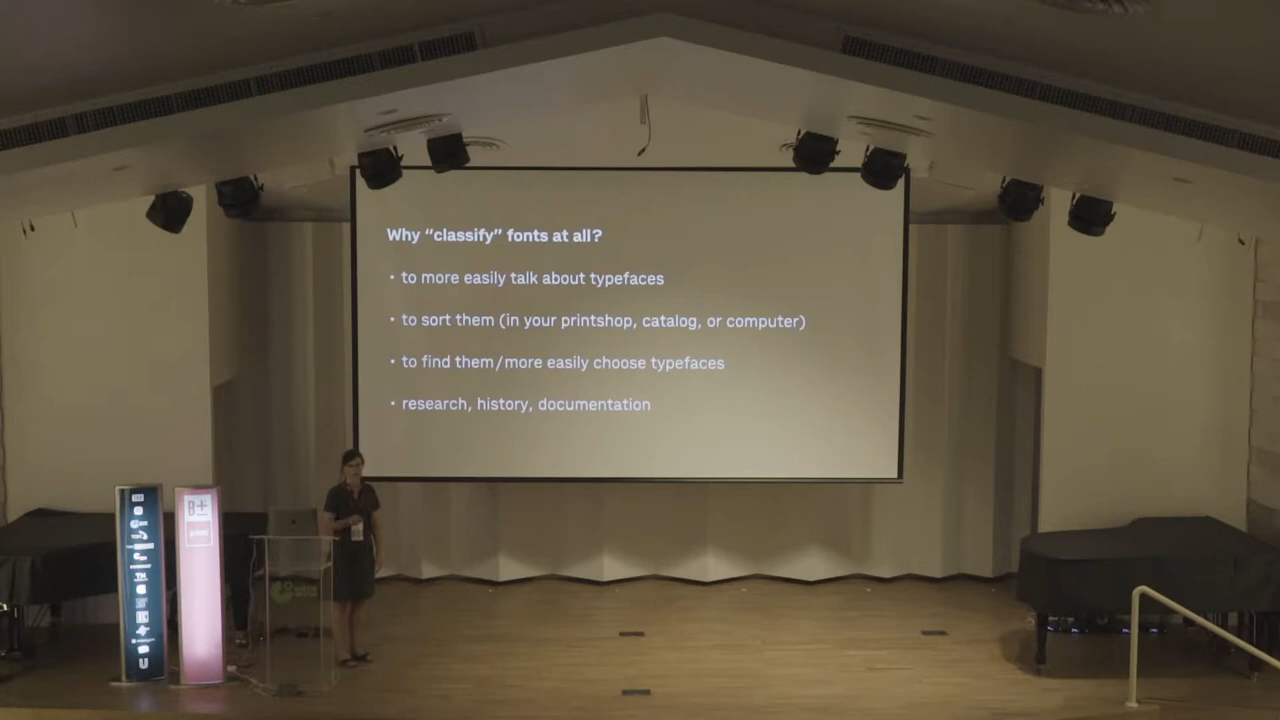 Why “classify” fonts at all?
• to more easily talk about typefaces
• to sort them (in your printshop, catalog, or computer)
• to find them/more easily choose typefaces
• research, history, documentation
B±